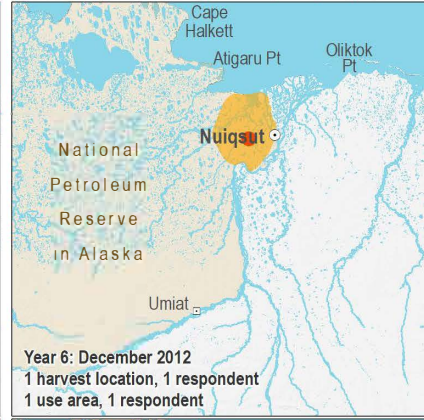 Cape
Halkett
Atigaru Pt
Oliktok
Pt
Nuiqsut
National
Petroleum
Reserve
in Alaska
Umiat
Year 6: December 2012
1 harvest location, 1 respondent
1 use area, 1 respondent